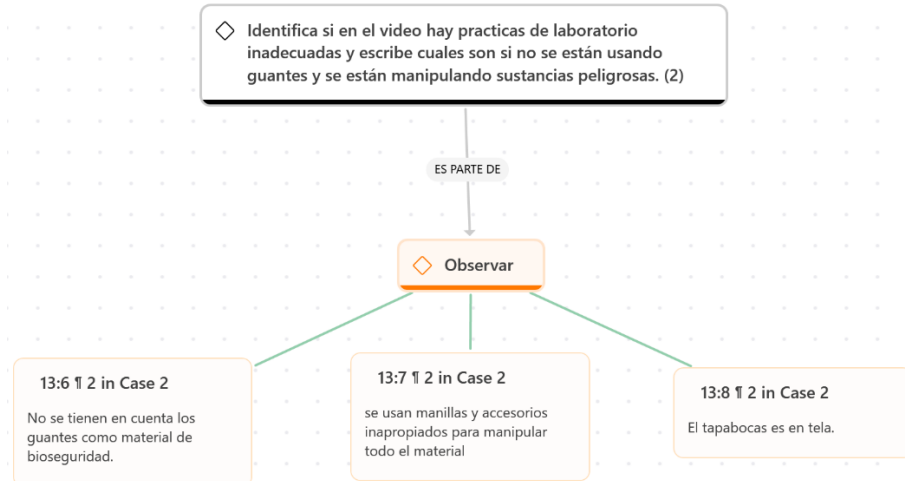 Identifica si en el video hay practicas de laboratorio
inadecuadas y escribe cuales son si no se están usando
guantes y se están manipulando sustancias peligrosas. (2)
ES PARTE DE
Observar
13:6 ¶ 2 in Case 2
No se tienen en cuenta los
guantes como material de
bioseguridad.
13:7 ¶ 2 in Case 2
se usan manillas y accesorios
inapropiados para manipular
todo el material
13:8 ¶ 2 in Case 2
El tapabocas es en tela.